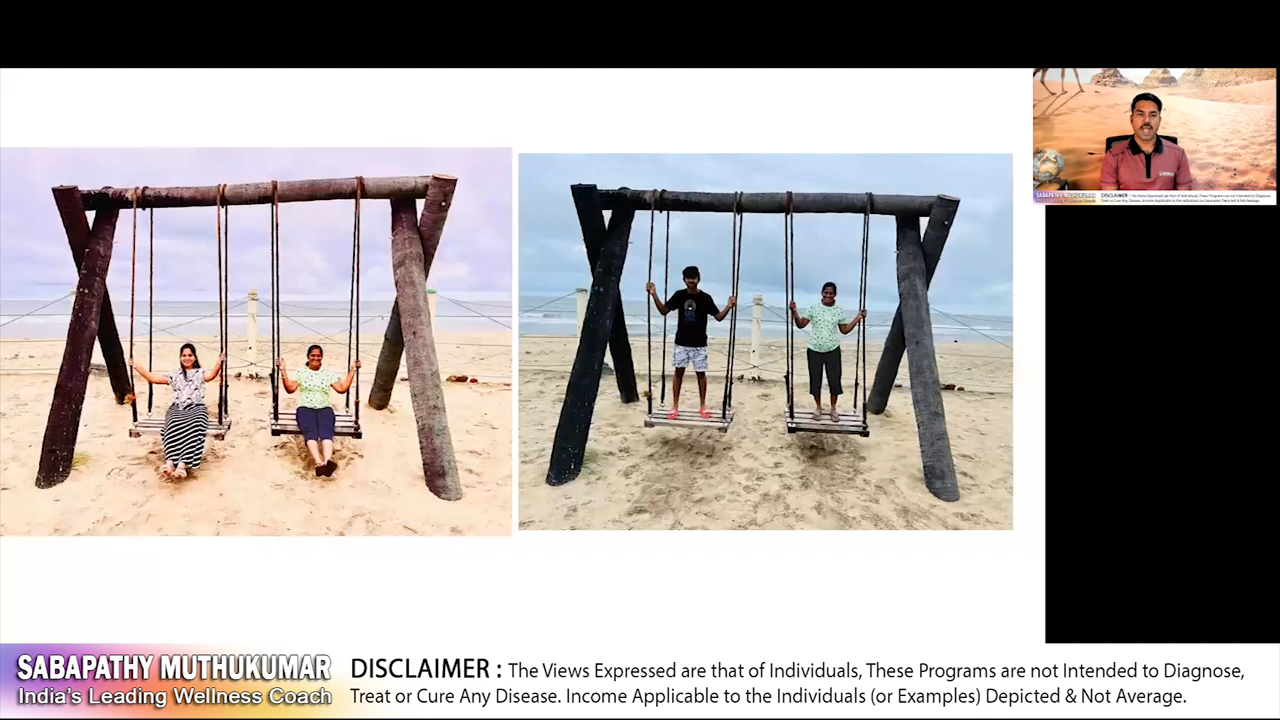 SABAPATHY MUTHUKUMAR
India's Leading Wellness Coach
DISCLAIMER : The Views Expressed are that of Individuals, These Programs are not Intended to Diagnose,
Treat or Cure Any Disease. Income Applicable to the Individuals (or Examples) Depicted & Not Average.